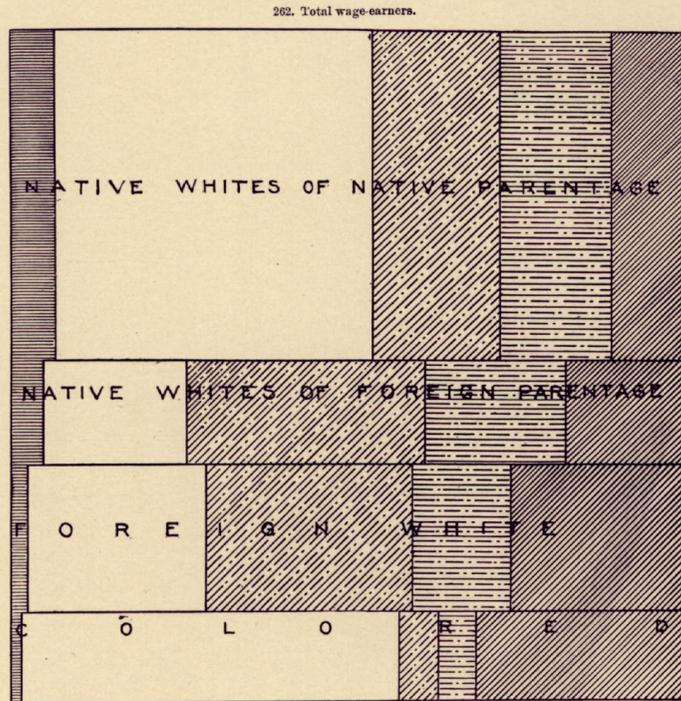 262. Total wage-earners.
NATIVE WHITES OF NATIVE PARENTAGE
NATIVE WHITES OF FOREIGN PARENTAGE
FOREIGN WHITE
COLORED